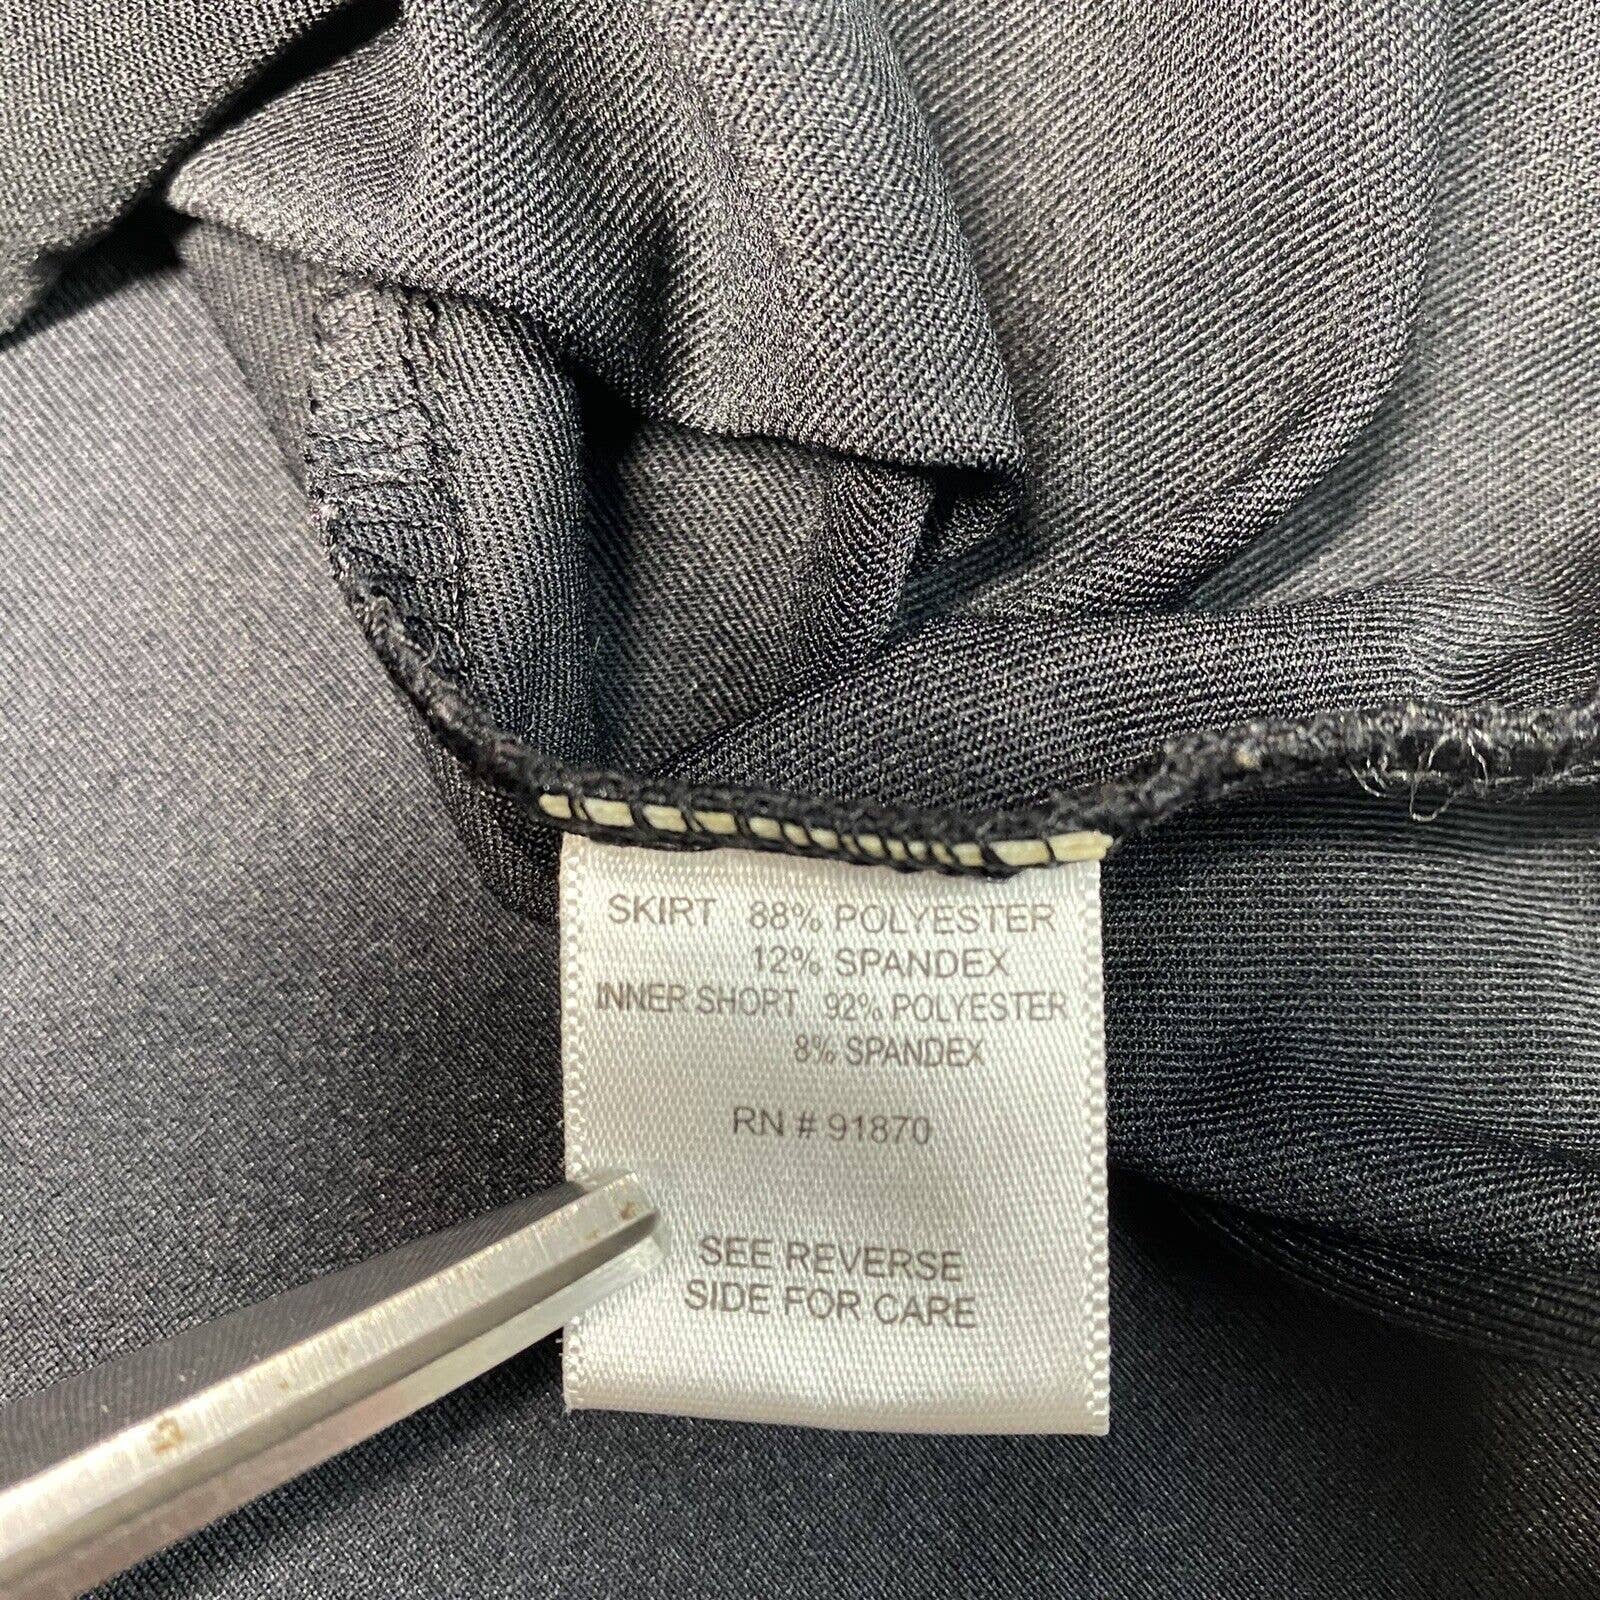 SKIRT 88% POLYESTER
12% SPANDEX
INNER SHORT 92% POLYESTER
8% SPANDEX
RN # 91870
SEE REVERSE
SIDE FOR CARE